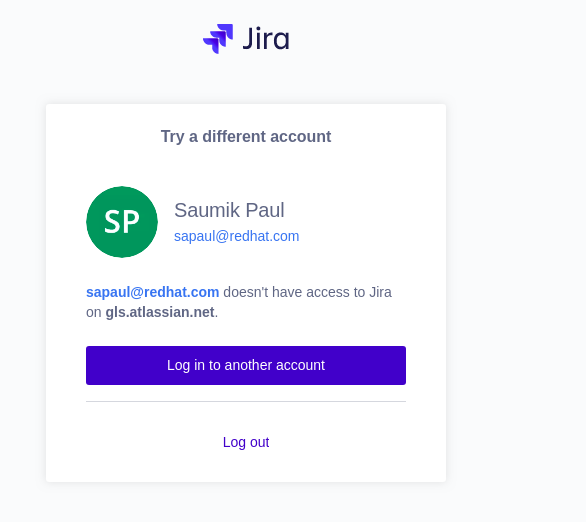 Jira
Try a different account
SP
Saumik Paul
sapaul@redhat.com
sapaul@redhat.com doesn't have access to Jira
on gls.atlassian.net.
Log in to another account
Log out